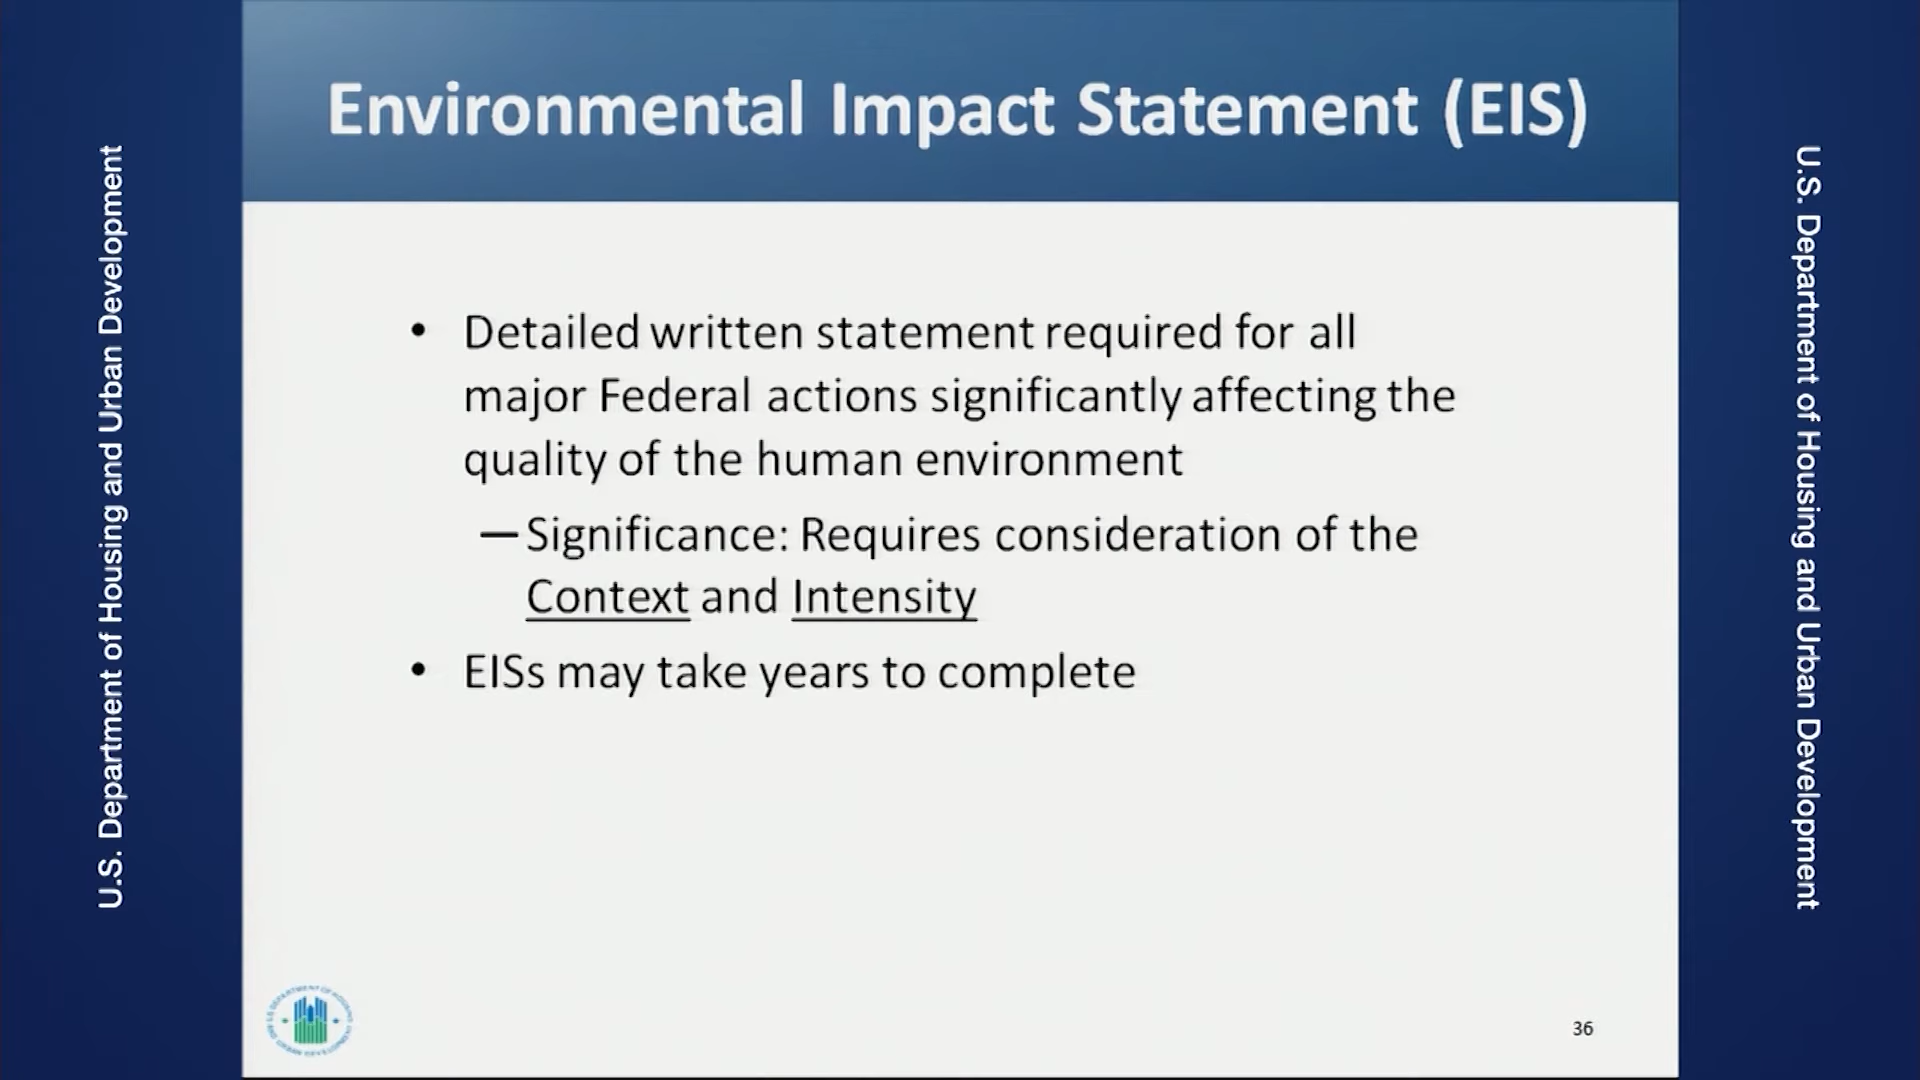 Environmental Impact Statement (EIS)
U.S. Department of Housing and Urban Development
• Detailed written statement required for all
major Federal actions significantly affecting the
quality of the human environment
—Significance: Requires consideration of the
Context and Intensity
• EISs may take years to complete
U.S. Department of Housing and Urban Development
36